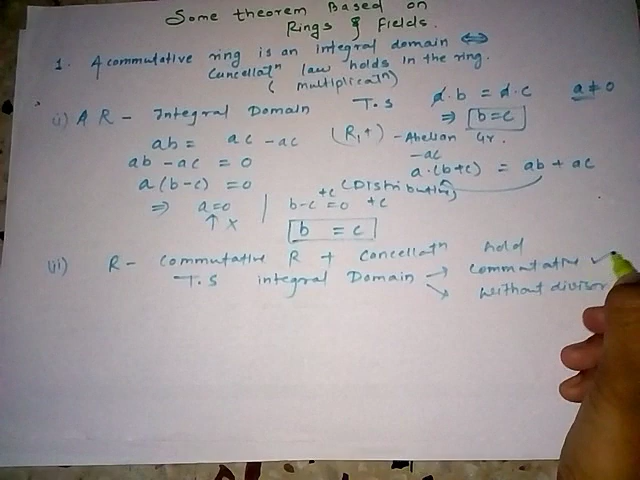 Some theorem Based on
Rings & Fields.
1. A commutative ring is an integral domain ⇔
Cancellatⁿ law holds in the ring.
( multiplicatⁿ)
i) A R - Integral Domain T.S a.b = a.c a ≠ 0
⇒ b = c
ab = ac -ac (R,+) - Abelian Gr.
-ac
ab - ac = 0 a.(b+c) = ab + ac
a(b-c) = 0 (Distributive)
⇒ a=0 | +c b-c = 0 +c
↑ X
b = c
ii) R - commutative R + Concellatⁿ hold
T.S integral Domain → Commutative ✓
↘ without divisor